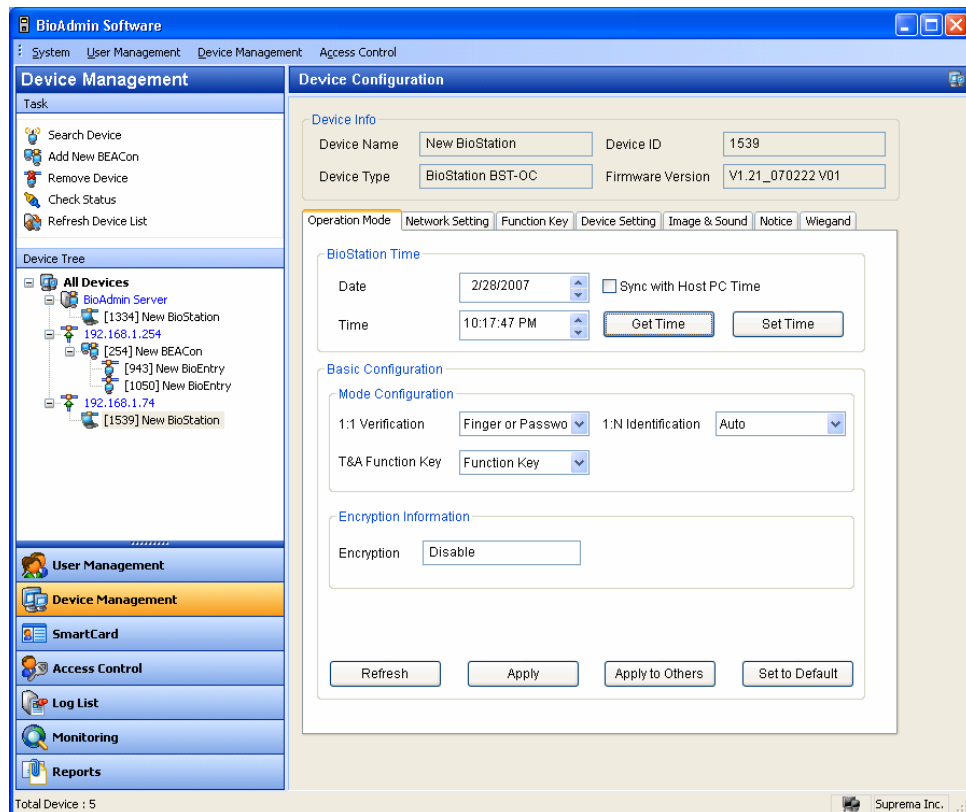 BioAdmin Software
System User Management Device Management Access Control
Device Management
Task
Search Device
Add New BEACon
Remove Device
Check Status
Refresh Device List
Device Tree
All Devices
BioAdmin Server
[1334] New BioStation
192.168.1.254
[254] New BEACon
[943] New BioEntry
[1050] New BioEntry
192.168.1.74
[1539] New BioStation
User Management
Device Management
SmartCard
Access Control
Log List
Monitoring
Reports
Device Configuration
Device Info
Device Name New BioStation Device ID 1539
Device Type BioStation BST-OC Firmware Version V1.21_070222 V01
Operation Mode Network Setting Function Key Device Setting Image & Sound Notice Wiegand
BioStation Time
Date 2/28/2007 Sync with Host PC Time
Time 10:17:47 PM Get Time Set Time
Basic Configuration
Mode Configuration
1:1 Verification Finger or Passwo 1:N Identification Auto
T&A Function Key Function Key
Encryption Information
Encryption Disable
Refresh Apply Apply to Others Set to Default
Total Device : 5 Suprema Inc.